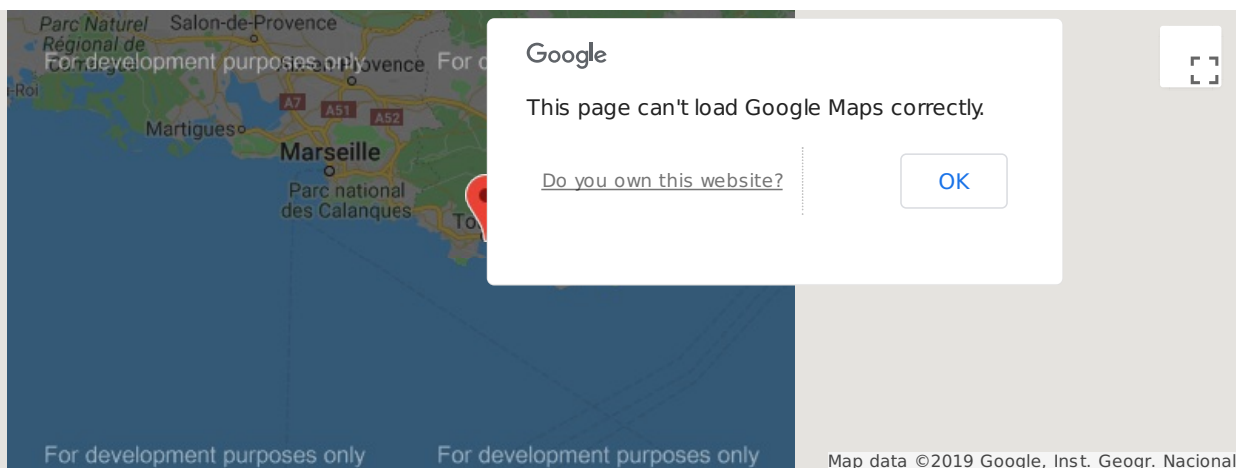 Parc Naturel
Régional de
Salon-de-Provence
For development purposes only
For
A7
A51
A52
Martigues
Marseille
Parc national
des Calanques
Google
This page can't load Google Maps correctly.
Do you own this website?
OK
For development purposes only
For development purposes only
Map data ©2019 Google, Inst. Geogr. Nacional